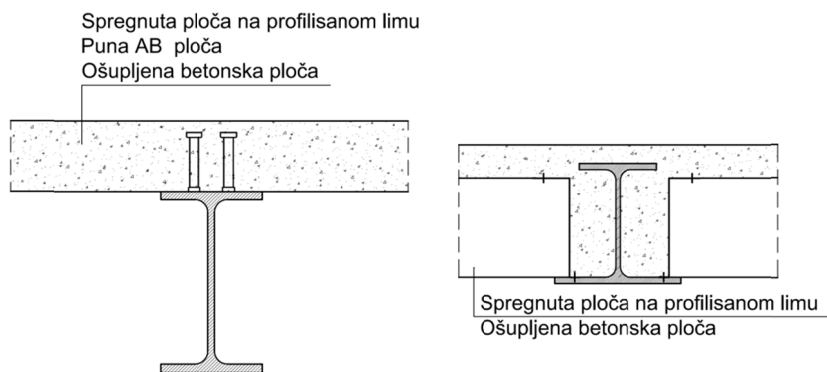 Spregnuta ploča na profilisanom limu
Puna AB ploča
Ošupljena betonska ploča
Spregnuta ploča na profilisanom limu
Ošupljena betonska ploča